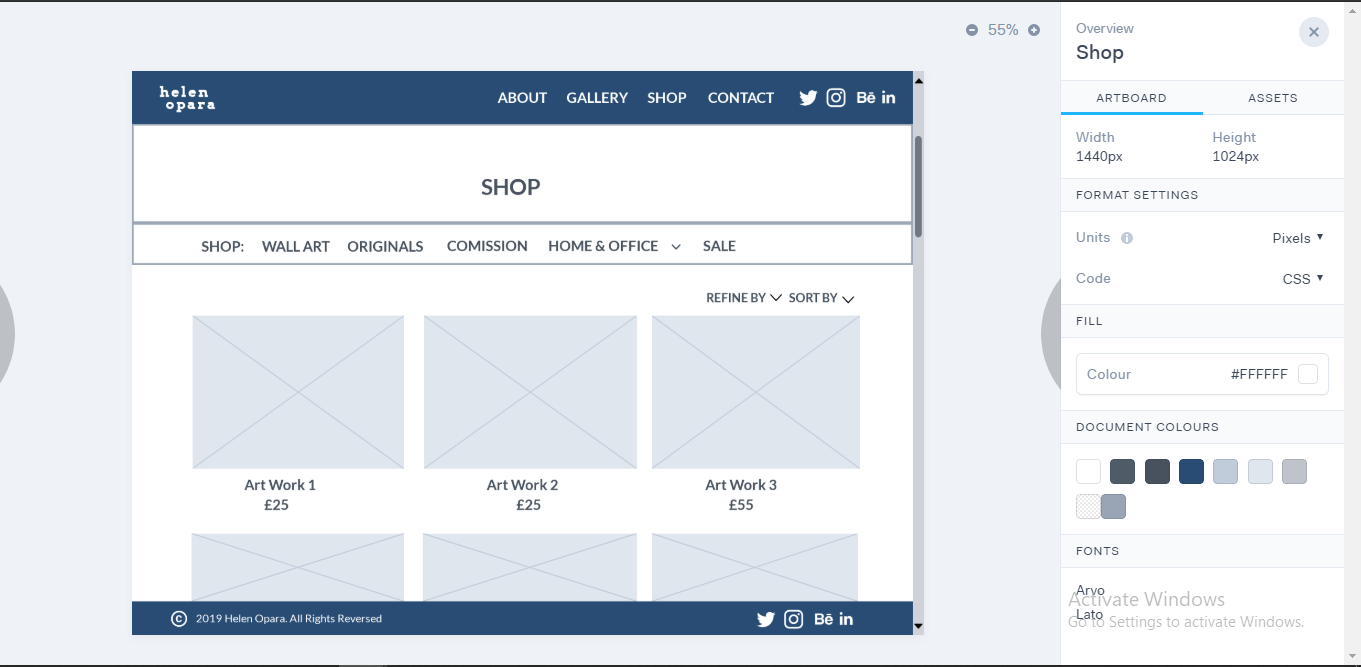 55%
helen
opara
ABOUT GALLERY SHOP CONTACT Bē in
SHOP
SHOP: WALL ART ORIGINALS COMISSION HOME & OFFICE SALE
REFINE BY SORT BY
Art Work 1 Art Work 2 Art Work 3
£25 £25 £55
© 2019 Helen Opara. All Rights Reversed Bē in
Overview
Shop
ARTBOARD ASSETS
Width Height
1440px 1024px
FORMAT SETTINGS
Units Pixels
Code CSS
FILL
Colour #FFFFFF
DOCUMENT COLOURS
FONTS
Arvo
Activate Windows
Lato
Go to Settings to activate Windows.